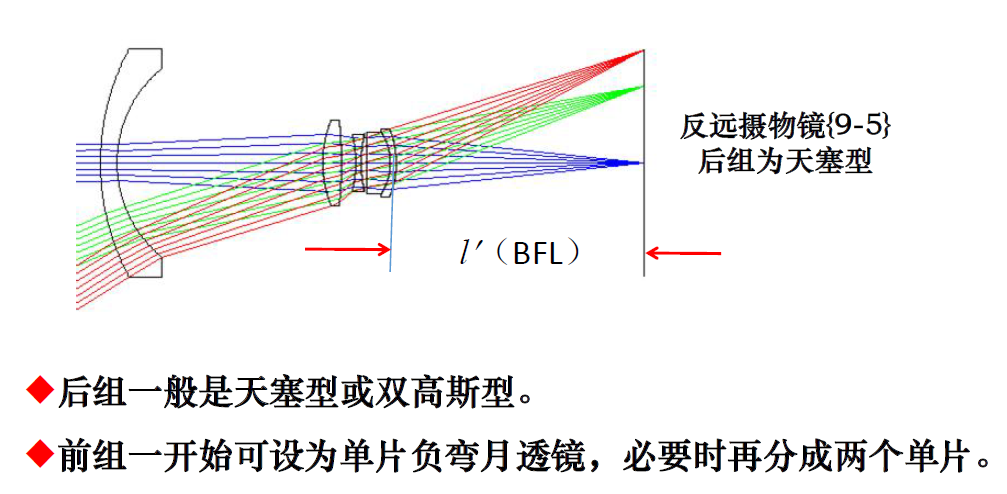 反远摄物镜{9-5}
后组为天塞型
l′（BFL）
后组一般是天塞型或双高斯型。
前组一开始可设为单片负弯月透镜，必要时再分成两个单片。